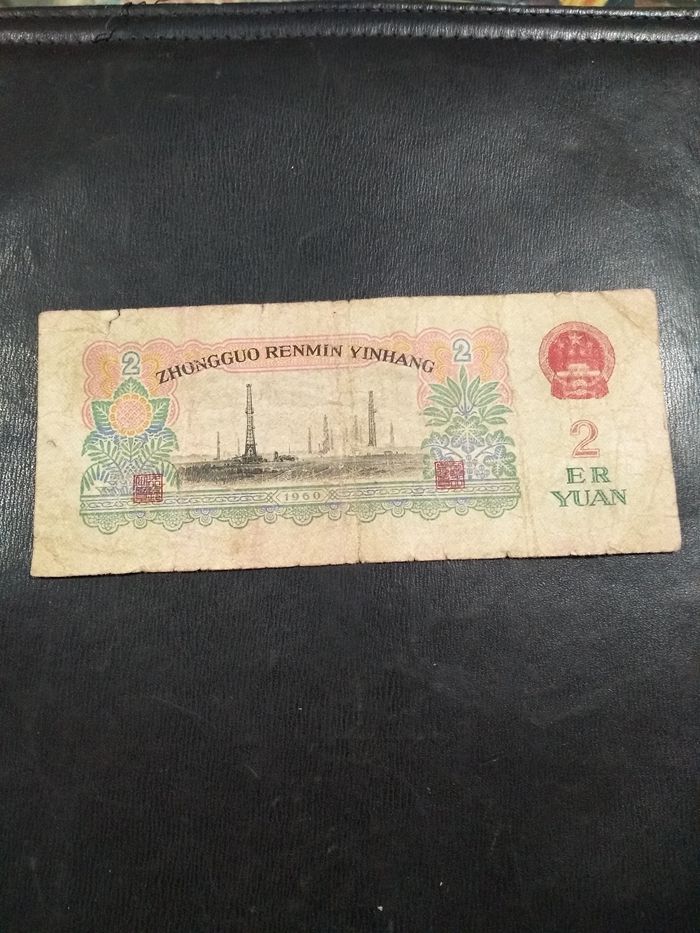 2 ZHONGGUO RENMIN YINHANG 2
1960
2
ER
YUAN